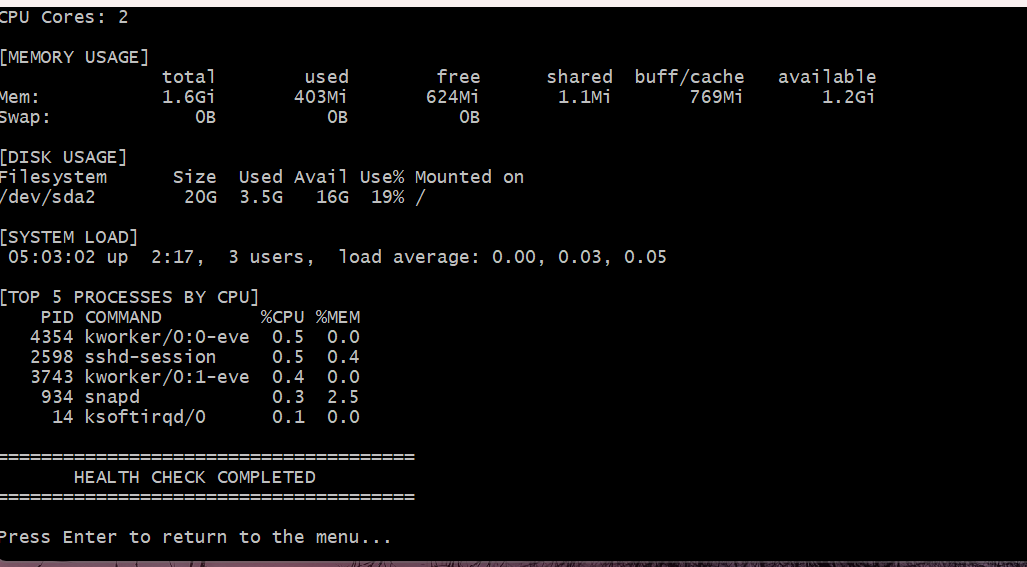 CPU Cores: 2
[MEMORY USAGE]
total used free shared buff/cache available
Mem: 1.6Gi 403Mi 624Mi 1.1Mi 769Mi 1.2Gi
Swap: 0B 0B 0B
[DISK USAGE]
Filesystem Size Used Avail Use% Mounted on
/dev/sda2 20G 3.5G 16G 19% /
[SYSTEM LOAD]
05:03:02 up 2:17, 3 users, load average: 0.00, 0.03, 0.05
[TOP 5 PROCESSES BY CPU]
PID COMMAND %CPU %MEM
4354 kworker/0:0-eve 0.5 0.0
2598 sshd-session 0.5 0.4
3743 kworker/0:1-eve 0.4 0.0
934 snapd 0.3 2.5
14 ksoftirqd/0 0.1 0.0
======================================
HEALTH CHECK COMPLETED
======================================
Press Enter to return to the menu...